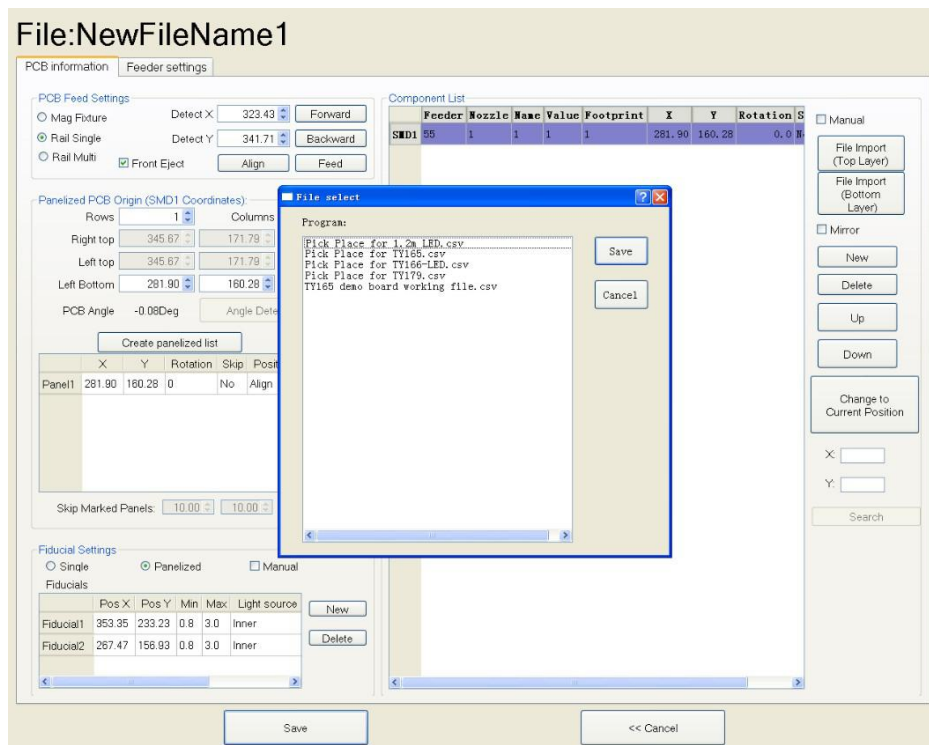 File:NewFileName1
PCB information Feeder settings
PCB Feed Settings
Mag Fixture Detect X 323.43 Forward
Rail Single Detect Y 341.71 Backward
Rail Multi Front Eject Align Feed
Panelized PCB Origin (SMD1 Coordinates):
Rows 1 Columns
Right top 345.67 171.79
Left top 345.67 171.79
Left Bottom 281.90 160.28
PCB Angle -0.08Deg Angle Dete
Create panelized list
X Y Rotation Skip Posit
Panel1 281.90 160.28 0 No Align
Skip Marked Panels: 10.00 10.00
Fiducial Settings
Single Panelized Manual
Fiducials
Pos X Pos Y Min Max Light source
Fiducial1 353.35 233.23 0.8 3.0 Inner
Fiducial2 267.47 156.93 0.8 3.0 Inner
New
Delete
Component List
Feeder Nozzle Name Value Footprint X Y Rotation S
SMD1 55 1 1 1 1 281.90 160.28 0.0 N
File select
Program:
Pick Place for 1.2m LED.csv
Pick Place for TY165.csv
Pick Place for TY166-LED.csv
Pick Place for TY179.csv
TY165 demo board working file.csv
Save
Cancel
Manual
File Import
(Top Layer)
File Import
(Bottom
Layer)
Mirror
New
Delete
Up
Down
Change to
Current Position
X:
Y:
Search
Save << Cancel